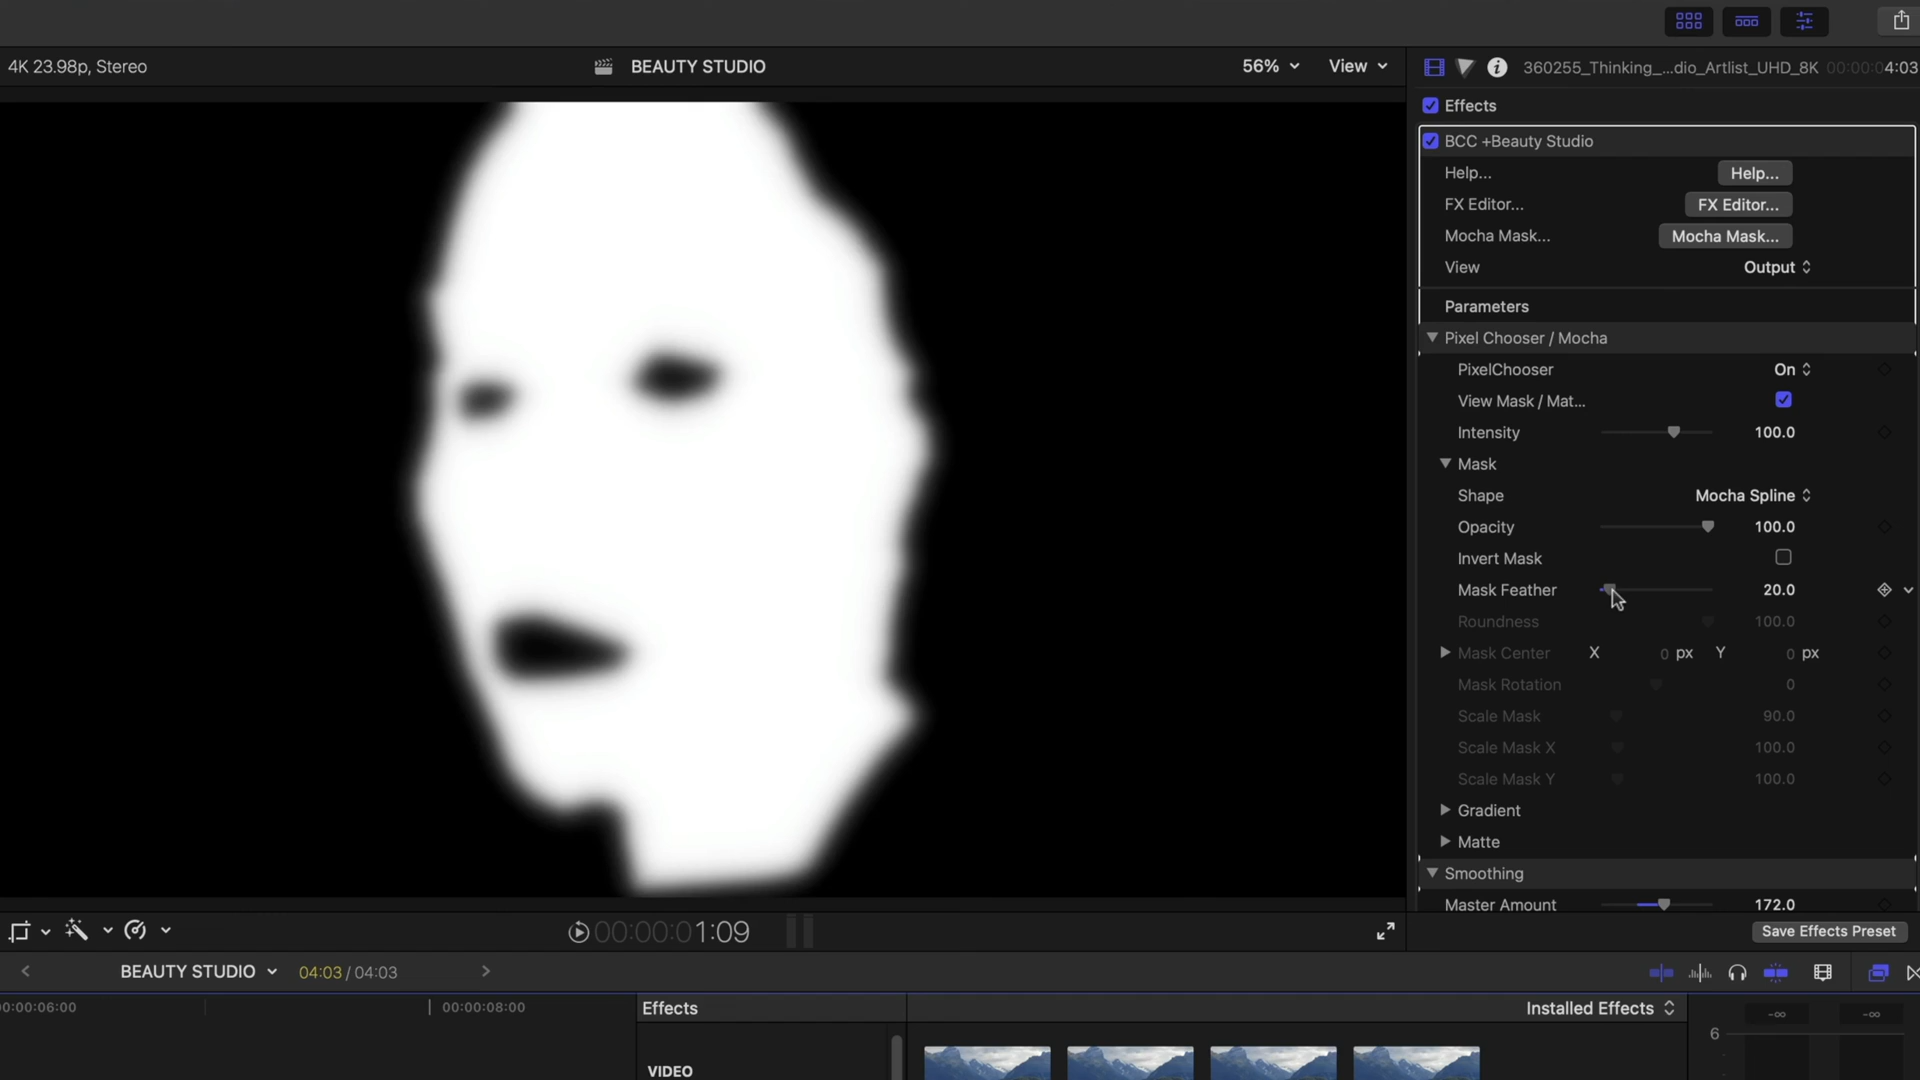 4K 23.98p, Stereo
BEAUTY STUDIO
56%
View
360255_Thinking_...dio_Artlist_UHD_8K
00:00:04:03
Effects
BCC +Beauty Studio
Help...
Help...
FX Editor...
FX Editor...
Mocha Mask...
Mocha Mask...
View
Output
Parameters
Pixel Chooser / Mocha
PixelChooser
On
View Mask / Mat...
Intensity
100.0
Mask
Shape
Mocha Spline
Opacity
100.0
Invert Mask
Mask Feather
20.0
Roundness
100.0
Mask Center X 0 px Y 0 px
Mask Rotation
0
Scale Mask
90.0
Scale Mask X
100.0
Scale Mask Y
100.0
Gradient
Matte
Smoothing
Master Amount
172.0
00:00:01:09
Save Effects Preset
BEAUTY STUDIO
04:03 / 04:03
0:00:06:00
00:00:08:00
Effects
Installed Effects
-∞
-∞
6
VIDEO